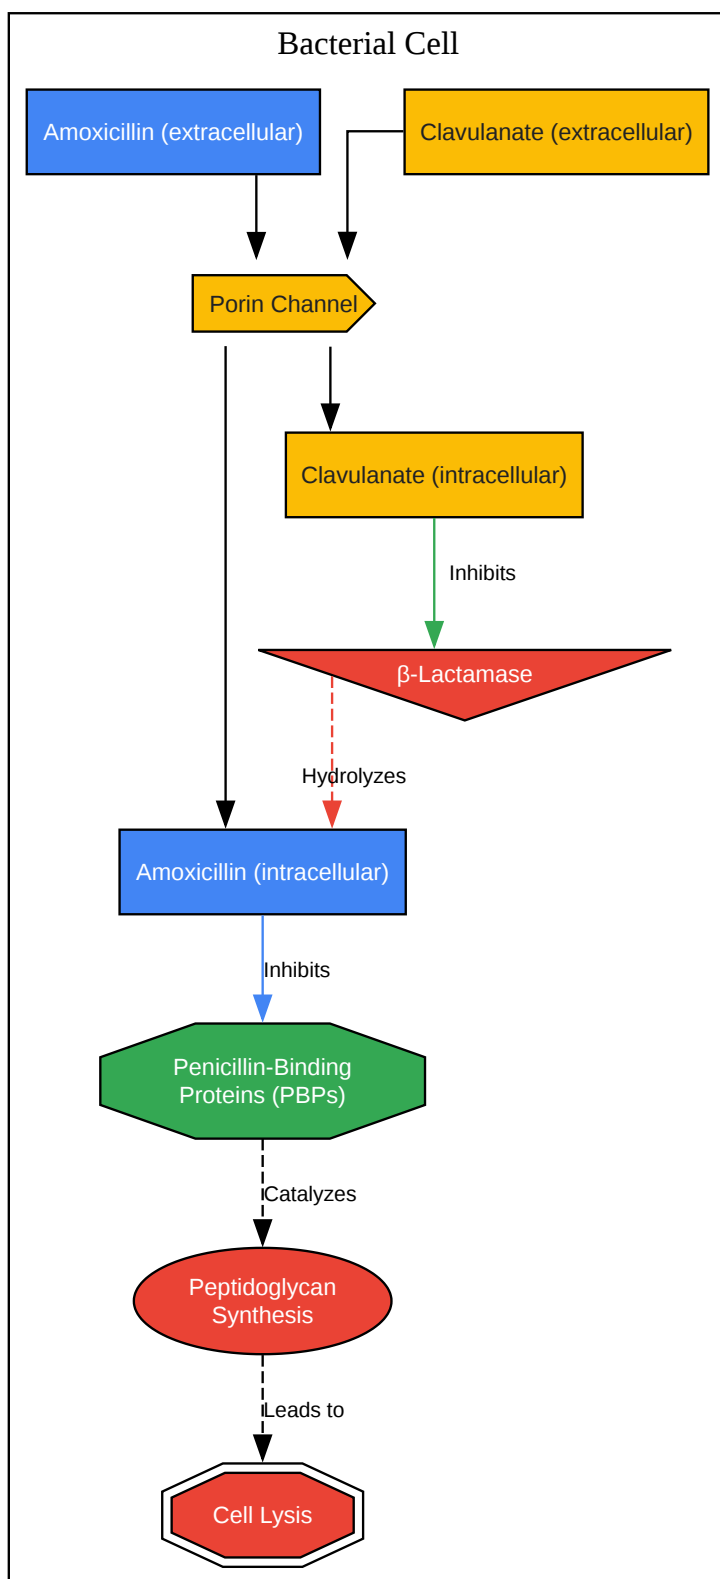 Bacterial Cell
Amoxicillin (extracellular)
Clavulanate (extracellular)
Porin Channel
Clavulanate (intracellular)
Inhibits
β-Lactamase
Hydrolyzes
Amoxicillin (intracellular)
Inhibits
Penicillin-Binding
Proteins (PBPs)
Catalyzes
Peptidoglycan
Synthesis
Leads to
Cell Lysis